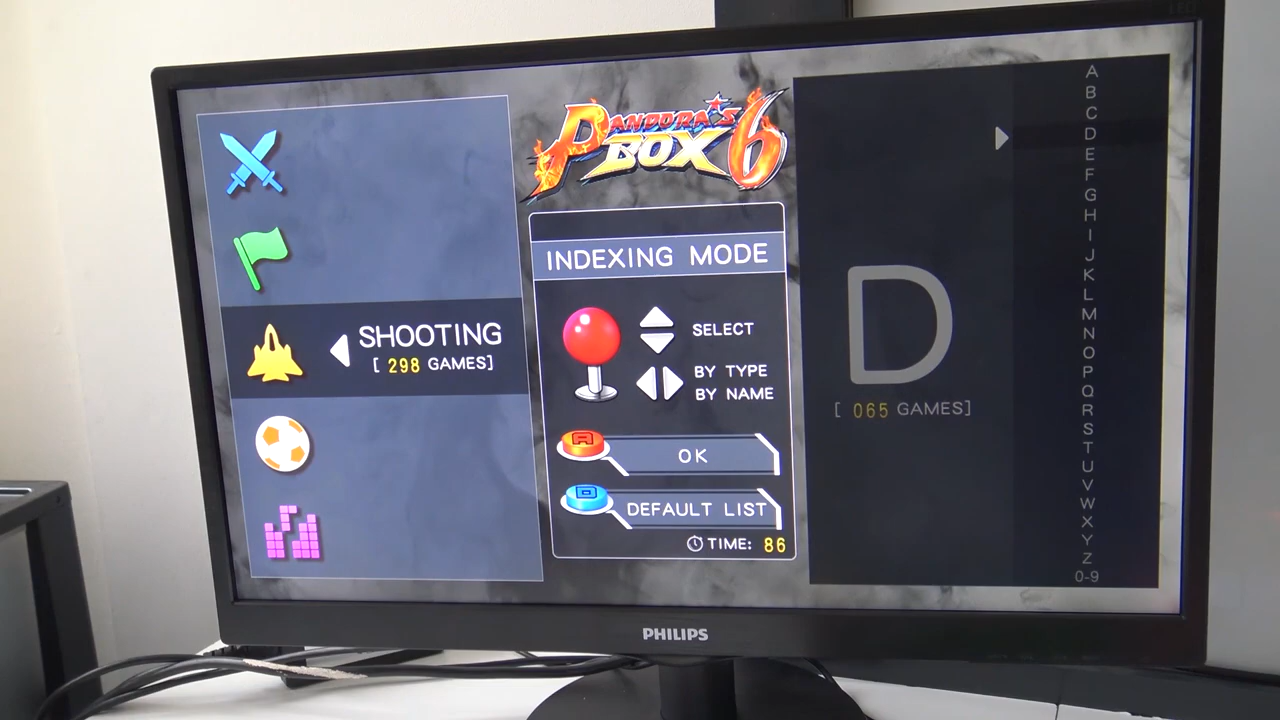 SHOOTING
[ 298 GAMES]
PANDORA'S
BOX 6
INDEXING MODE
SELECT
BY TYPE
BY NAME
A
OK
D
DEFAULT LIST
TIME: 86
D
[ 065 GAMES]
A
B
C
D
E
F
G
H
I
J
K
L
M
N
O
P
Q
R
S
T
U
V
W
X
Y
Z
0-9
PHILIPS